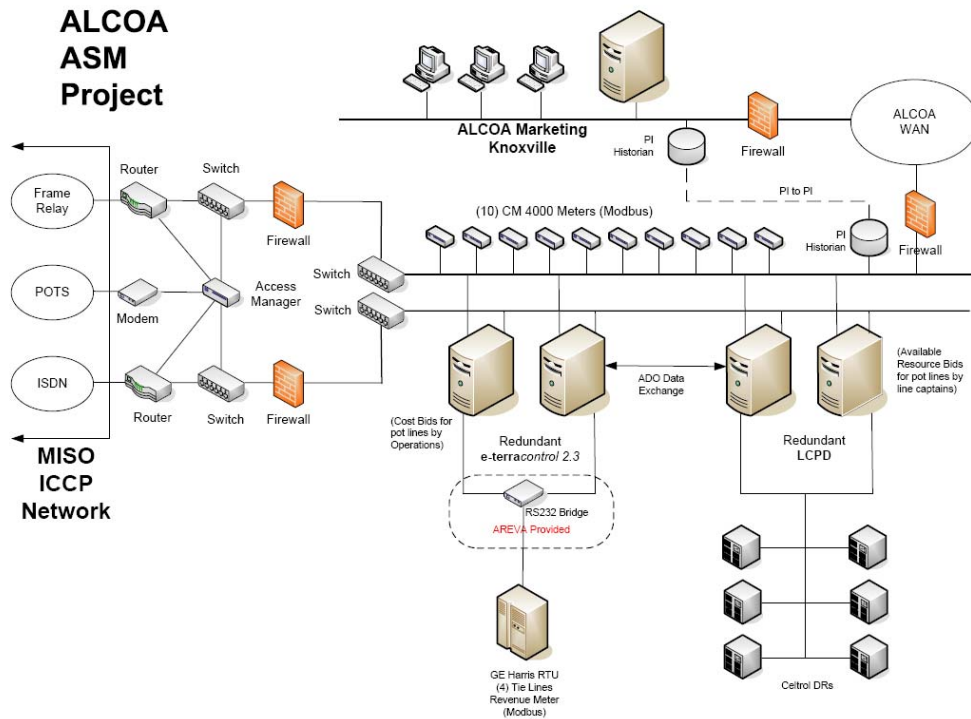 ALCOA
ASM
Project
ALCOA Marketing
Knoxville
PI
Historian
Firewall
ALCOA
WAN
Frame
Relay
Router
Switch
Firewall
(10) CM 4000 Meters (Modbus)
PI to PI
PI
Historian
Firewall
POTS
Modem
Access
Manager
Switch
Switch
ISDN
Router
Switch
Firewall
MISO
ICCP
Network
(Cost Bids for
pot lines by
Operations)
ADO Data
Exchange
(Available
Resource Bids
for pot lines by
line captains)
Redundant
e-terracontrol 2.3
Redundant
LCPD
RS232 Bridge
AREVA Provided
GE Harris RTU
(4) Tie Lines
Revenue Meter
(Modbus)
Celtrol DRs